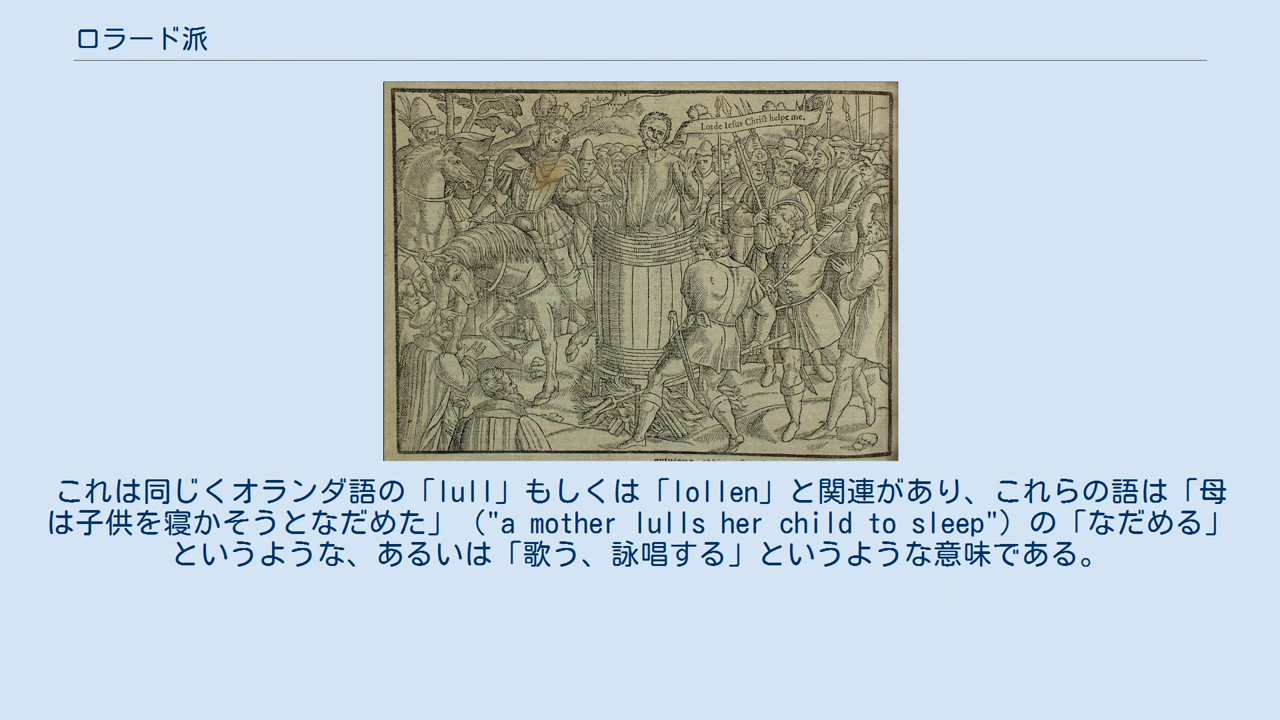 ロラード派
Lorde Iesus Christ helpe me.
これは同じくオランダ語の「lull」もしくは「lollen」と関連があり、これらの語は「母
は子供を寝かそうとなだめた」（"a mother lulls her child to sleep"）の「なだめる」
というような、あるいは「歌う、詠唱する」というような意味である。